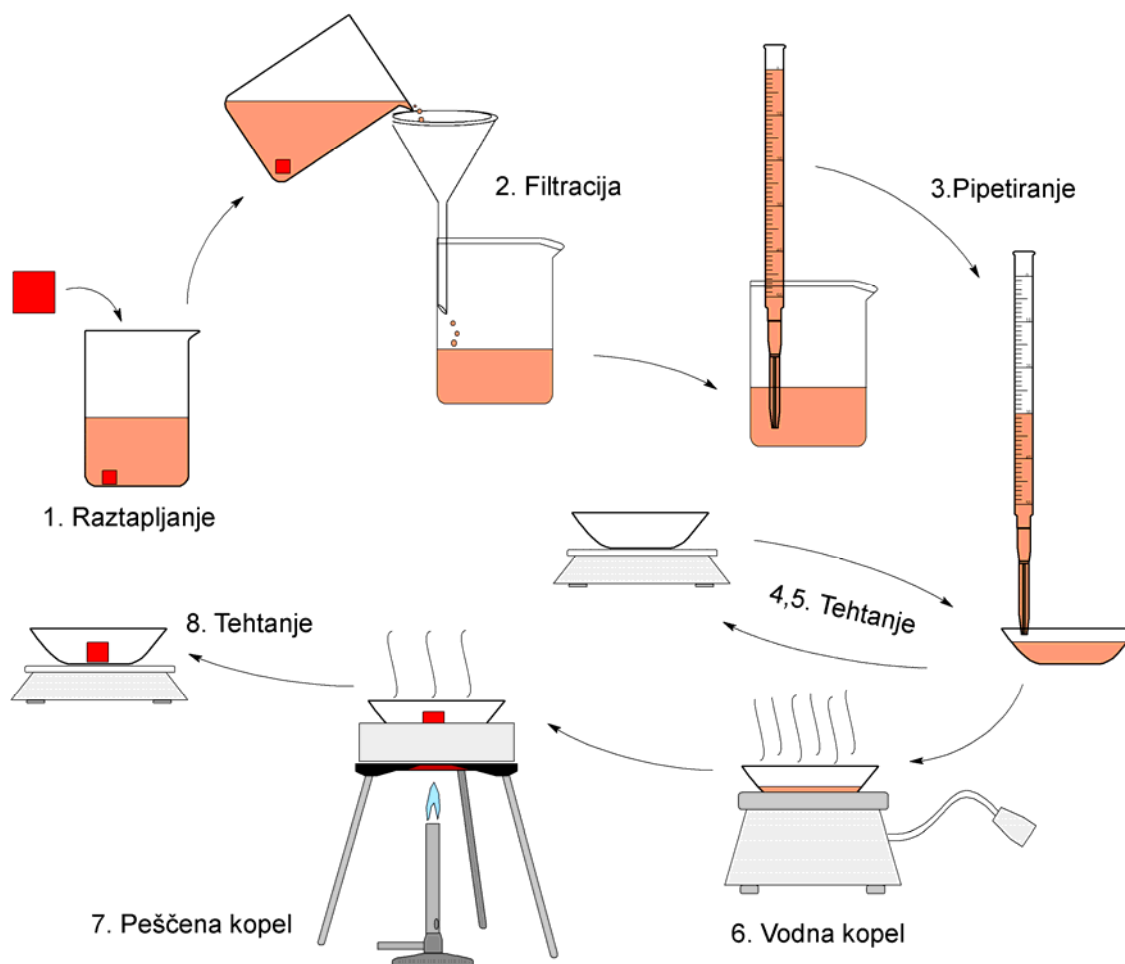 1. Raztapljanje
2. Filtracija
3.Pipetiranje
4,5. Tehtanje
6. Vodna kopel
7. Peščena kopel
8. Tehtanje